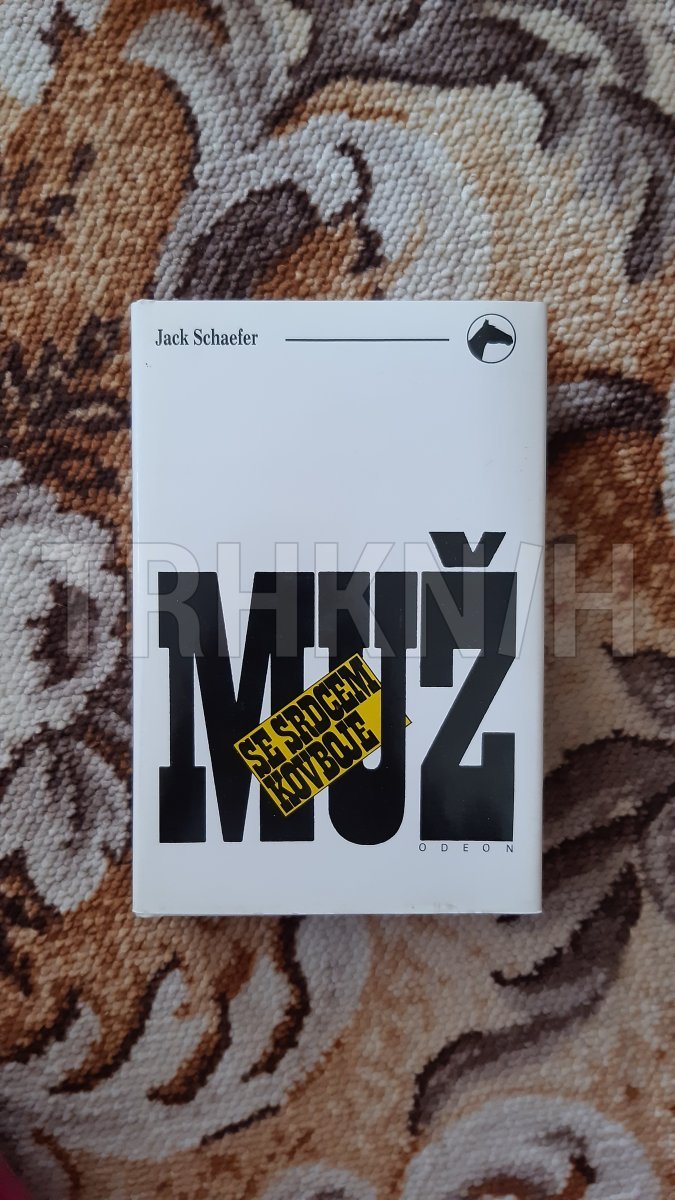 Jack Schaefer
MUŽ
SE SRDCEM
KOVBOJE
ODEON
TRHKNIH